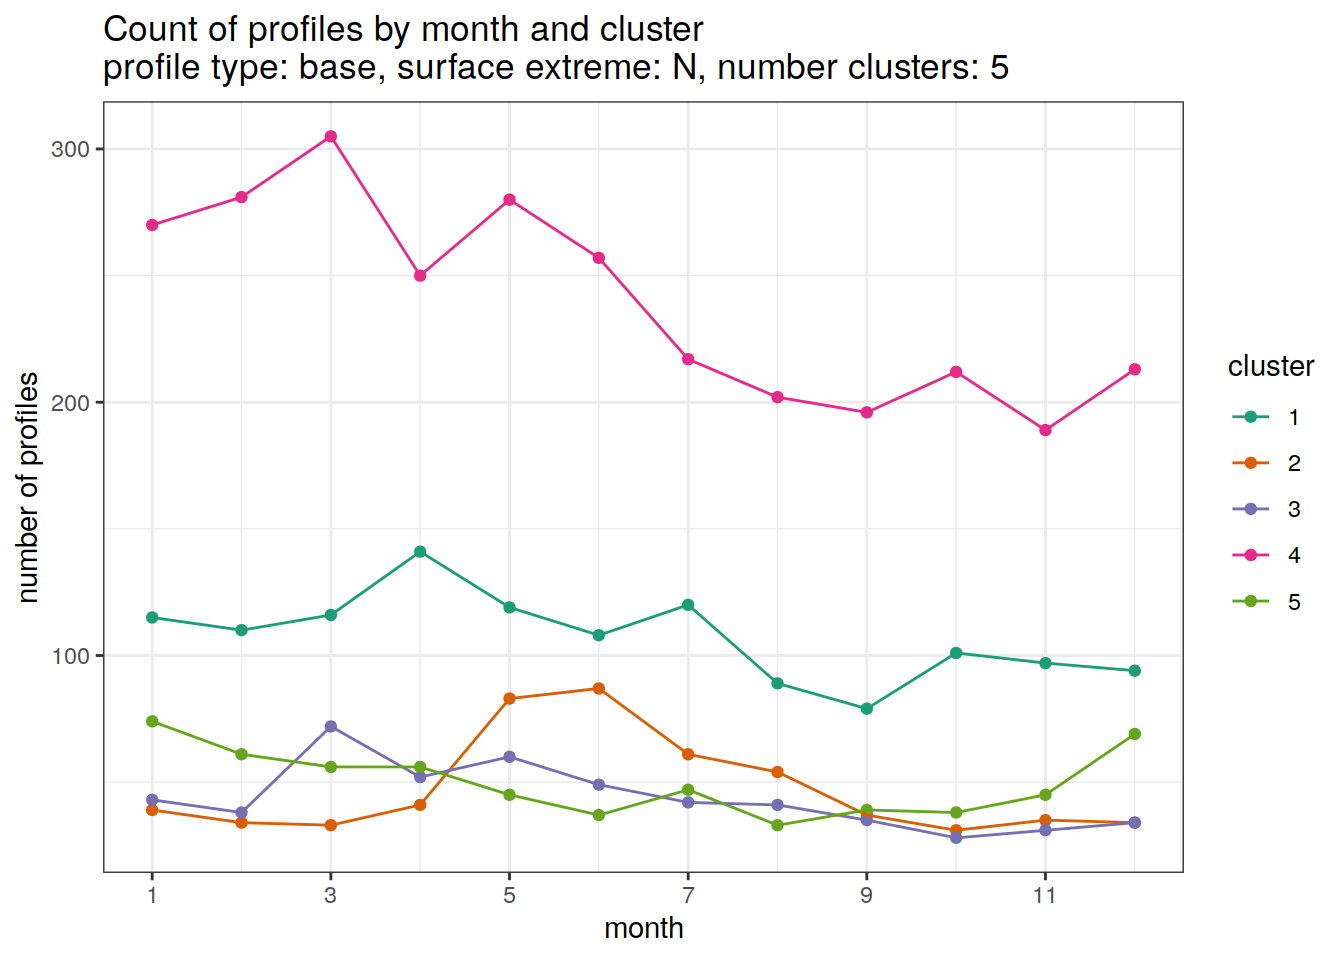 Count of profiles by month and cluster
profile type: base, surface extreme: N, number clusters: 5
300
200
100
number of profiles
1
3
5
7
9
11
month
cluster
1
2
3
4
5